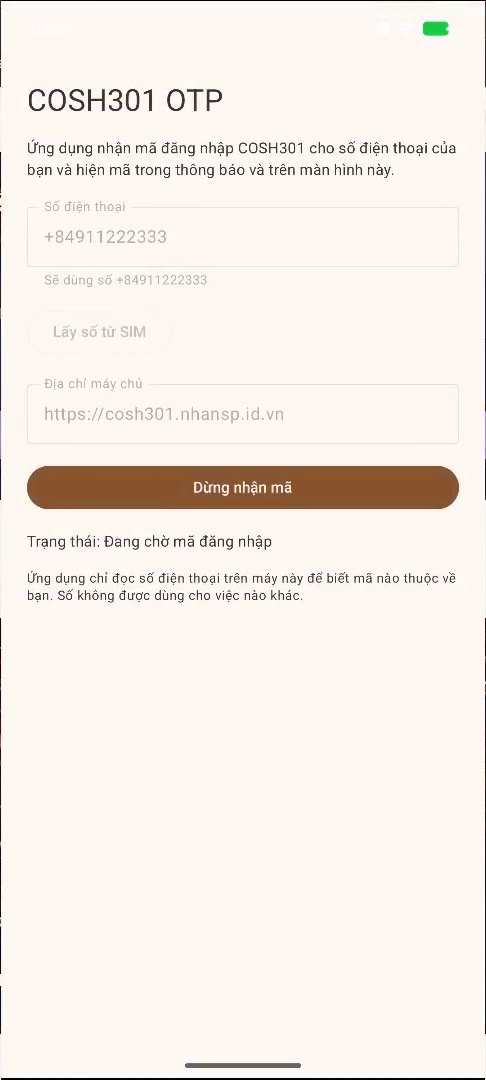 COSH301 OTP
Ứng dụng nhận mã đăng nhập COSH301 cho số điện thoại của
bạn và hiện mã trong thông báo và trên màn hình này.
Số điện thoại
+84911222333
Sẽ dùng số +84911222333
Lấy số từ SIM
Địa chỉ máy chủ
https://cosh301.nhansp.id.vn
Dừng nhận mã
Trạng thái: Đang chờ mã đăng nhập
Ứng dụng chỉ đọc số điện thoại trên máy này để biết mã nào thuộc về
bạn. Số không được dùng cho việc nào khác.